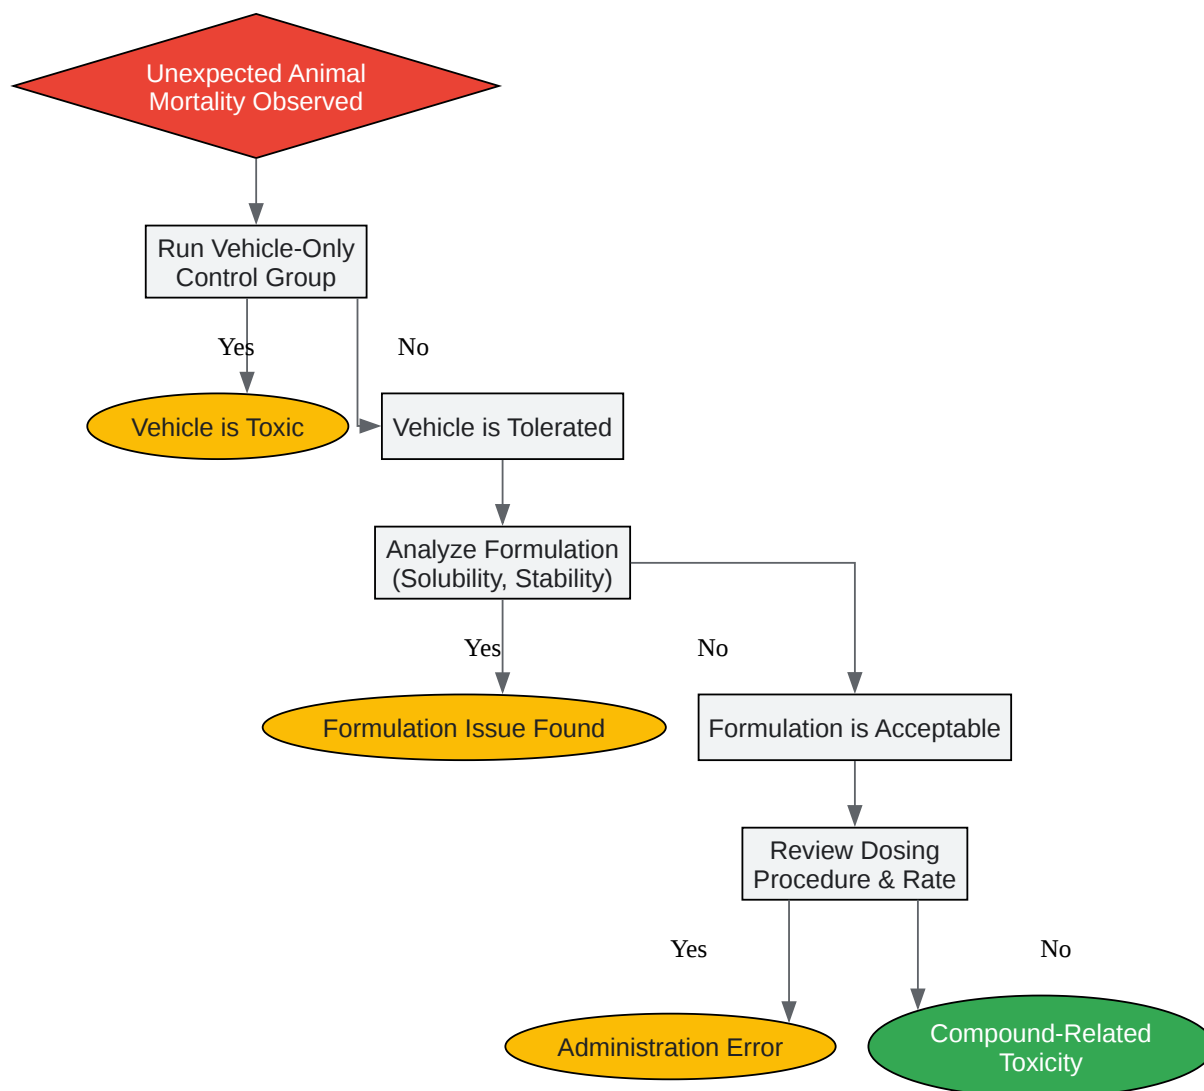 Unexpected Animal
Mortality Observed
Run Vehicle-Only
Control Group
Yes
No
Vehicle is Toxic
Vehicle is Tolerated
Analyze Formulation
(Solubility, Stability)
Yes
No
Formulation Issue Found
Formulation is Acceptable
Review Dosing
Procedure & Rate
Yes
No
Administration Error
Compound-Related
Toxicity